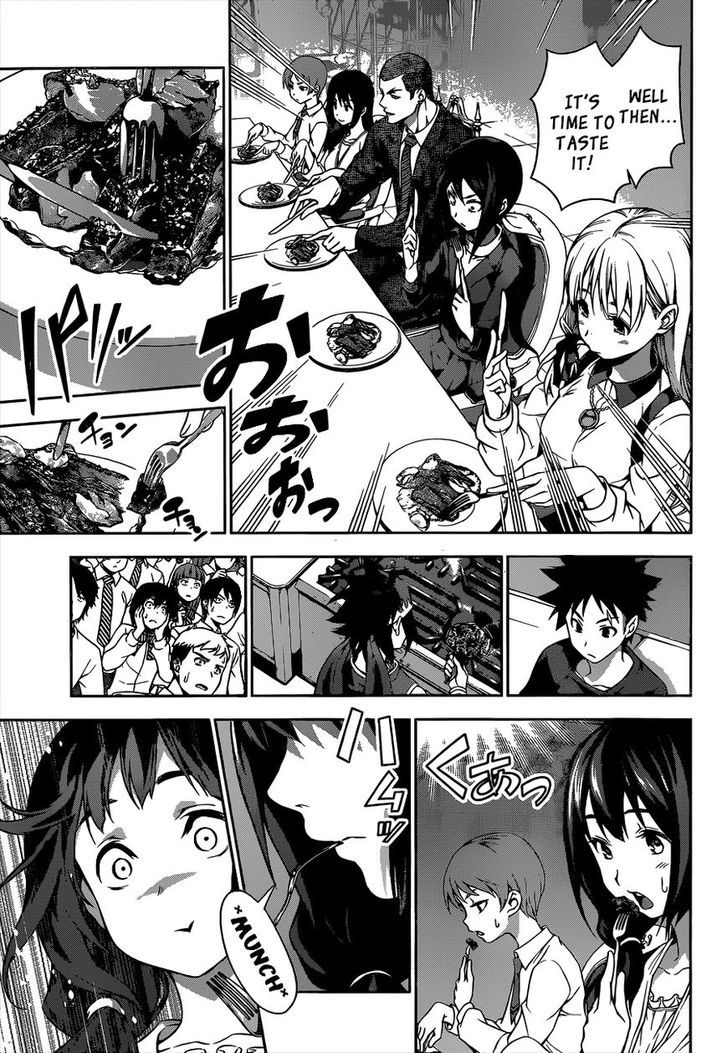 WELL
THEN...
IT'S
TIME TO
TASTE
IT!
おおおおっ
パリッ
チョン
チョン
くあっ
ハムッ
*MUNCH*